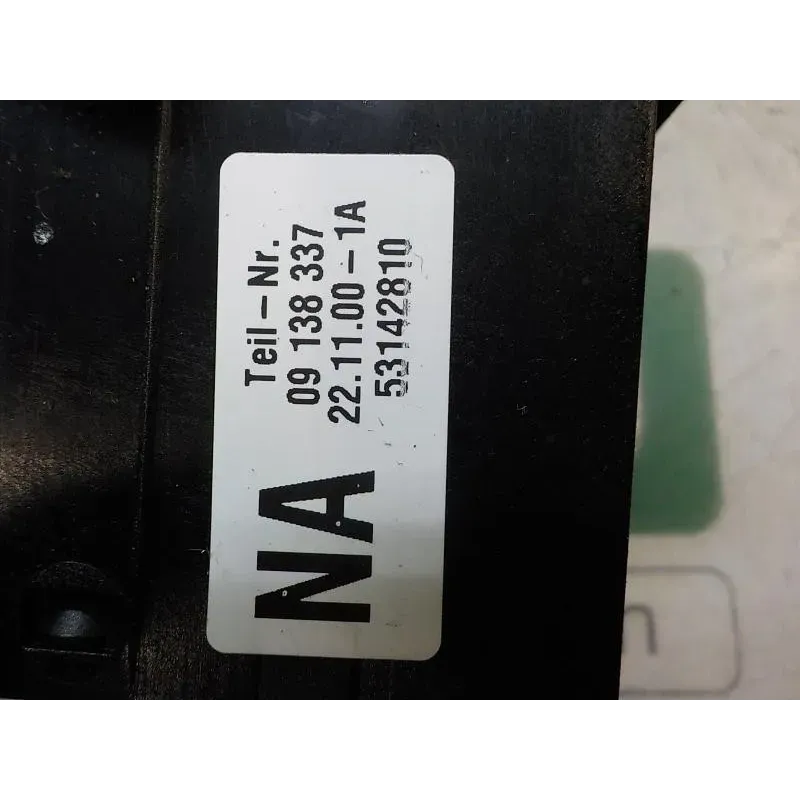 NA
Teil-Nr.
09 138 337
22.11.00-1A
53142810